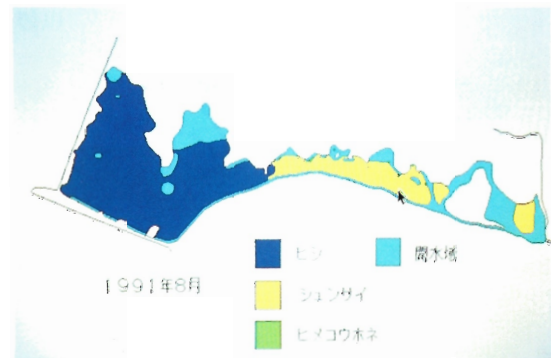 1991年8月
ヒシ
開水域
ジュンサイ
ヒメコウホネ